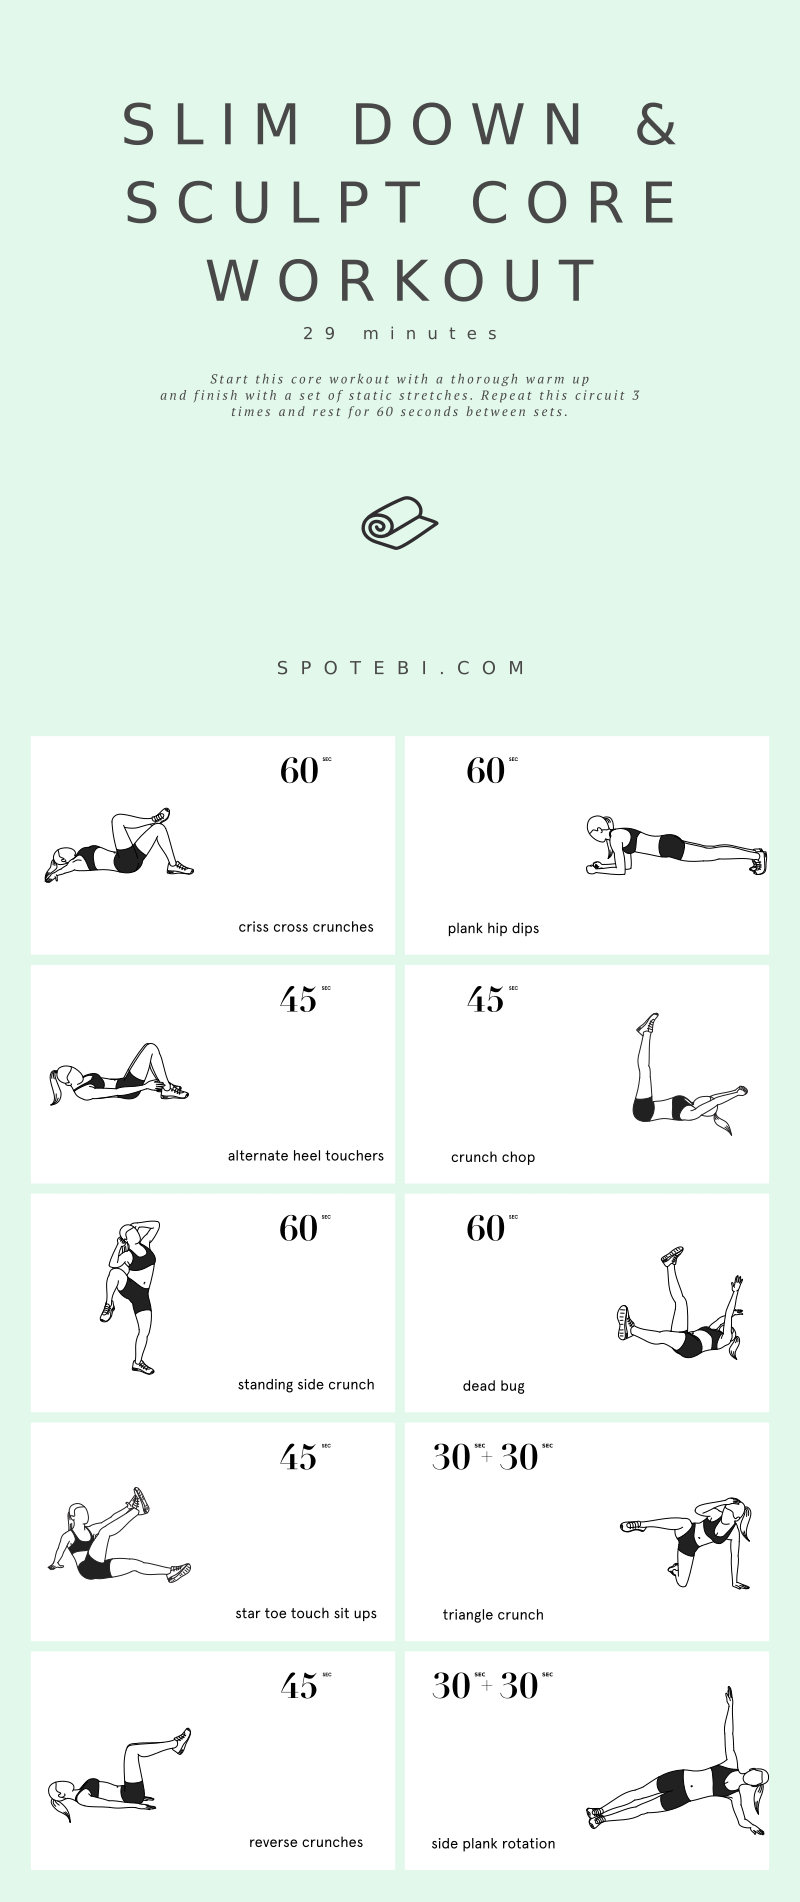 SLIM DOWN &
SCULPT CORE
WORKOUT
29 minutes
Start this core workout with a thorough warm up
and finish with a set of static stretches. Repeat this circuit 3
times and rest for 60 seconds between sets.
SPOTEBI.COM
60 SEC
criss cross crunches
60 SEC
plank hip dips
45 SEC
alternate heel touchers
45 SEC
crunch chop
60 SEC
standing side crunch
60 SEC
dead bug
45 SEC
star toe touch sit ups
30 SEC + 30 SEC
triangle crunch
45 SEC
reverse crunches
30 SEC + 30 SEC
side plank rotation